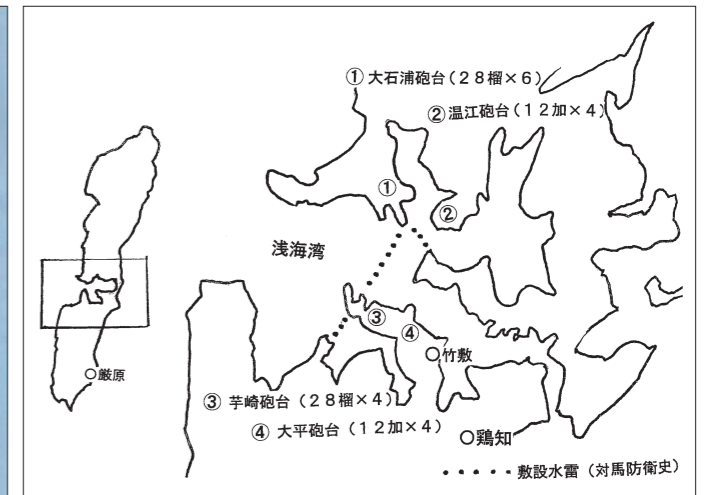 ① 大石浦砲台（２８榴×６）
② 温江砲台（１２加×４）
①
②
浅海湾
③
④
○竹敷
○厳原
③ 芋崎砲台（２８榴×４）
④ 大平砲台（１２加×４）
○鶏知
・・・・・敷設水雷（対馬防衛史）